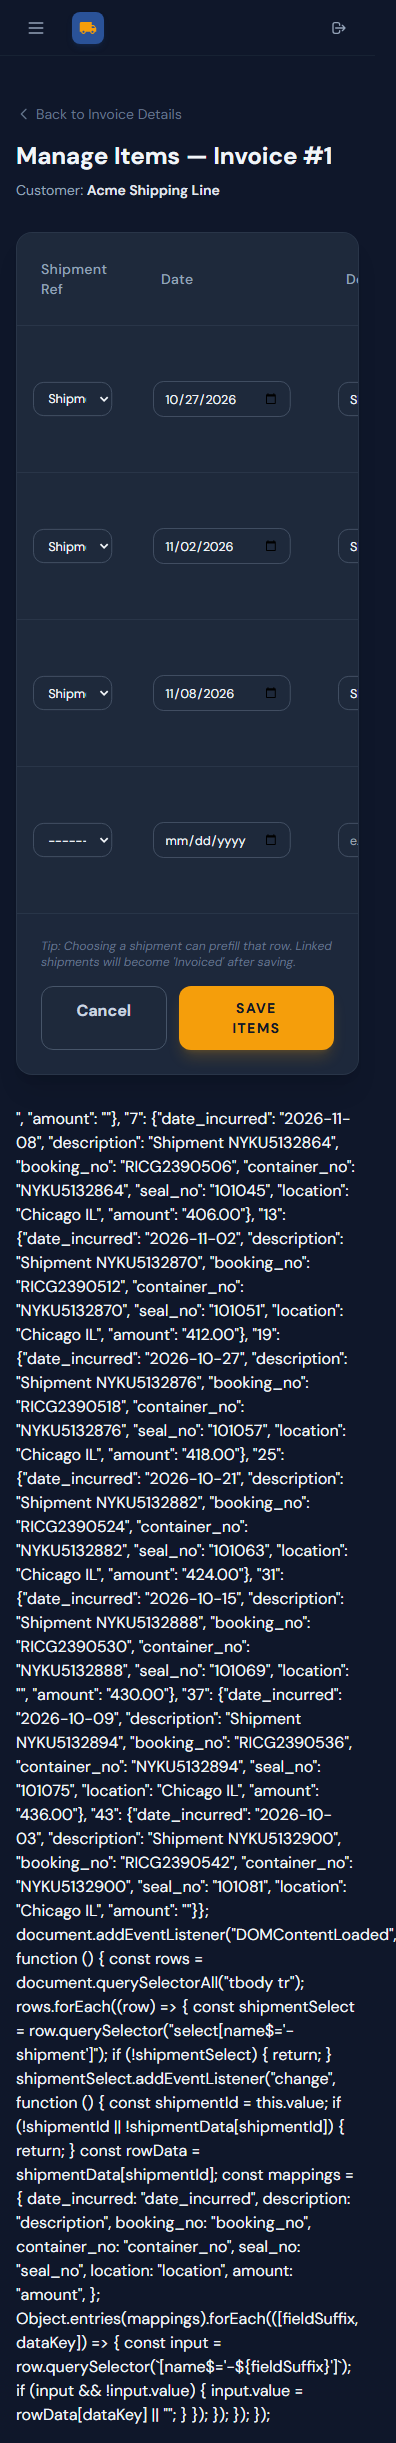 Back to Invoice Details
Manage Items — Invoice #1
Customer: Acme Shipping Line
Shipment
Ref
Date
Shipm
10/27/2026
Shipm
11/02/2026
Shipm
11/08/2026
mm/dd/yyyy
Tip: Choosing a shipment can prefill that row. Linked
shipments will become 'Invoiced' after saving.
Cancel
SAVE
ITEMS
", "amount": ""}, "7": {"date_incurred": "2026-11-
08", "description": "Shipment NYKU5132864",
"booking_no": "RICG2390506", "container_no":
"NYKU5132864", "seal_no": "101045", "location":
"Chicago IL", "amount": "406.00"}, "13":
{"date_incurred": "2026-11-02", "description":
"Shipment NYKU5132870", "booking_no":
"RICG2390512", "container_no":
"NYKU5132870", "seal_no": "101051", "location":
"Chicago IL", "amount": "412.00"}, "19":
{"date_incurred": "2026-10-27", "description":
"Shipment NYKU5132876", "booking_no":
"RICG2390518", "container_no":
"NYKU5132876", "seal_no": "101057", "location":
"Chicago IL", "amount": "418.00"}, "25":
{"date_incurred": "2026-10-21", "description":
"Shipment NYKU5132882", "booking_no":
"RICG2390524", "container_no":
"NYKU5132882", "seal_no": "101063", "location":
"Chicago IL", "amount": "424.00"}, "31":
{"date_incurred": "2026-10-15", "description":
"Shipment NYKU5132888", "booking_no":
"RICG2390530", "container_no":
"NYKU5132888", "seal_no": "101069", "location":
"", "amount": "430.00"}, "37": {"date_incurred":
"2026-10-09", "description": "Shipment
NYKU5132894", "booking_no": "RICG2390536",
"container_no": "NYKU5132894", "seal_no":
"101075", "location": "Chicago IL", "amount":
"436.00"}, "43": {"date_incurred": "2026-10-
03", "description": "Shipment NYKU5132900",
"booking_no": "RICG2390542", "container_no":
"NYKU5132900", "seal_no": "101081", "location":
"Chicago IL", "amount": ""}};
document.addEventListener("DOMContentLoaded",
function () { const rows =
document.querySelectorAll("tbody tr");
rows.forEach((row) => { const shipmentSelect
= row.querySelector("select[name$='-
shipment']"); if (!shipmentSelect) { return; }
shipmentSelect.addEventListener("change",
function () { const shipmentId = this.value; if
(!shipmentId || !shipmentData[shipmentId]) {
return; } const rowData =
shipmentData[shipmentId]; const mappings =
{ date_incurred: "date_incurred", description:
"description", booking_no: "booking_no",
container_no: "container_no", seal_no:
"seal_no", location: "location", amount:
"amount", };
Object.entries(mappings).forEach(([fieldSuffix,
dataKey]) => { const input =
row.querySelector(`[name$='-${fieldSuffix}']`);
if (input && !input.value) { input.value =
rowData[dataKey] || ""; } }); }); }); });